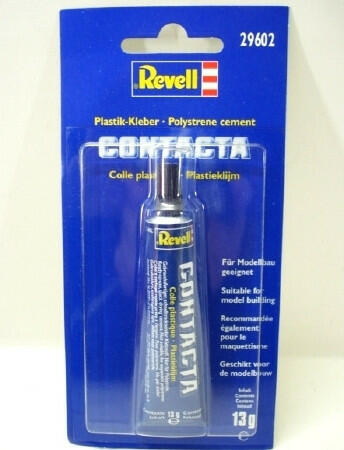 29602
Revell
Plastik-Kleber · Polystrene cement
CONTACTA
Colle plas · Plastieklijm
Revell
CONTACTA
Colle plastique · Plastieklijm
13 g
Für Modellbau
geeignet
Suitable for
model building
Recommandée
également
pour le
maquettisme
Geschikt voor
de modelbouw
Inhalt
Contents
Contenu
Inhoud
13g